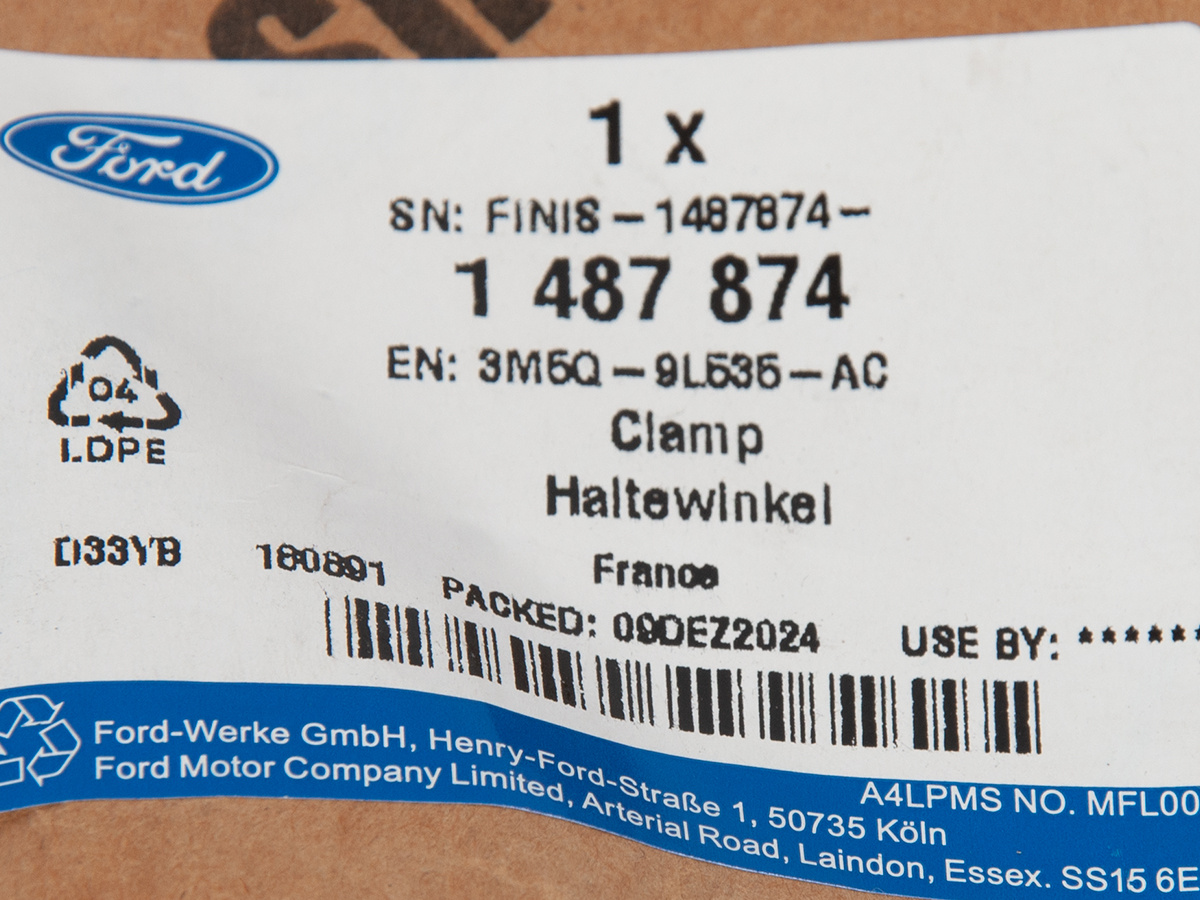 Ford
1 x
SN: FINIS-1487874-
1 487 874
EN: 3M5Q-9L535-AC
Clamp
Haltewinkel
France
04
LDPE
D33YB 180891
PACKED: 09DEZ2024 USE BY: ******
Ford-Werke GmbH, Henry-Ford-Straße 1, 50735 Köln
Ford Motor Company Limited, Arterial Road, Laindon, Essex. SS15 6E
A4LPMS NO. MFL00